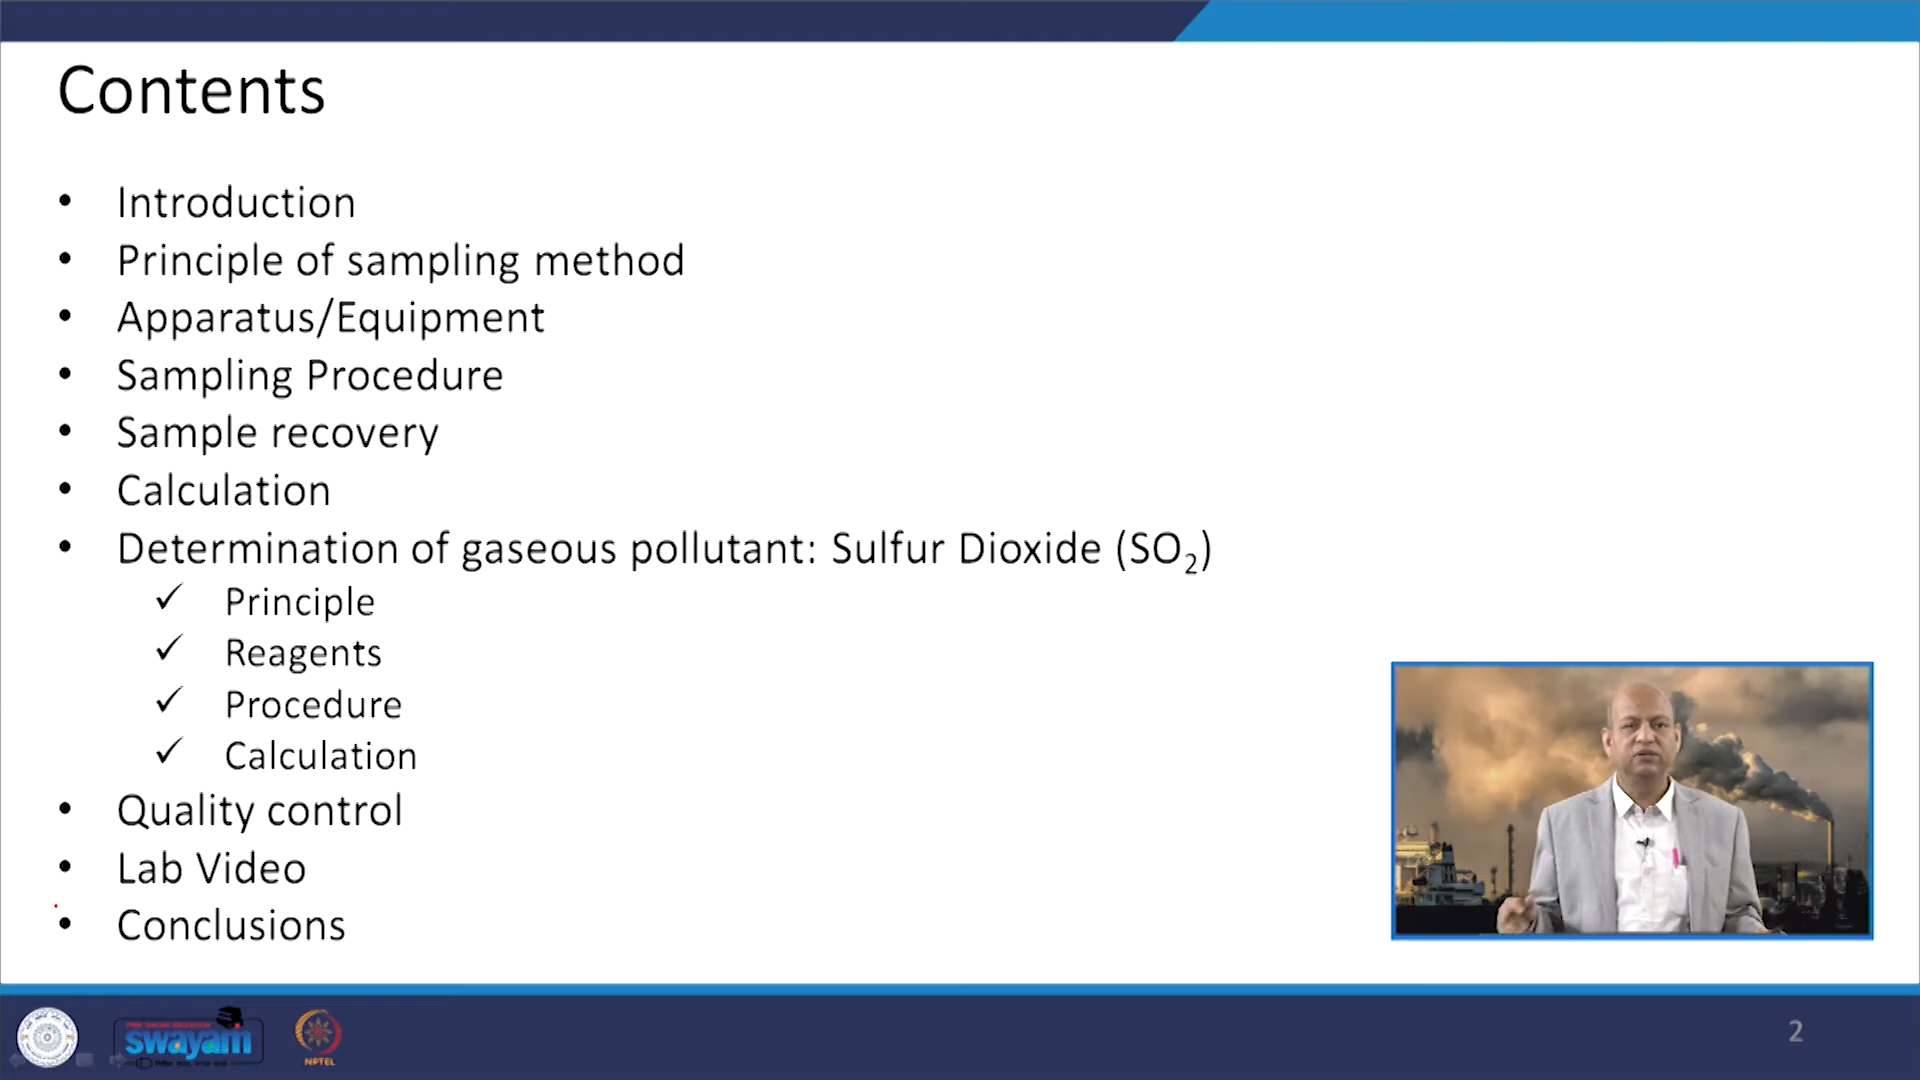 Contents
• Introduction
• Principle of sampling method
• Apparatus/Equipment
• Sampling Procedure
• Sample recovery
• Calculation
• Determination of gaseous pollutant: Sulfur Dioxide (SO₂)
✓ Principle
✓ Reagents
✓ Procedure
✓ Calculation
• Quality control
• Lab Video
• Conclusions
swayam
NPTEL
2